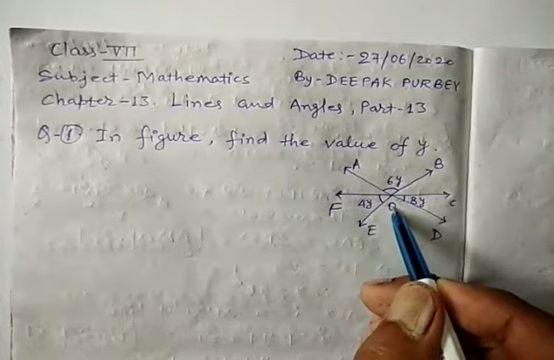 Class-VII
Date:-27/06/2020
Subject-Mathematics
By-DEEPAK PURBEY
Chapter-13. Lines and Angles, Part-13
Q-① In figure, find the value of y.
A
B
6y
F
4y
O
8y
C
E
D